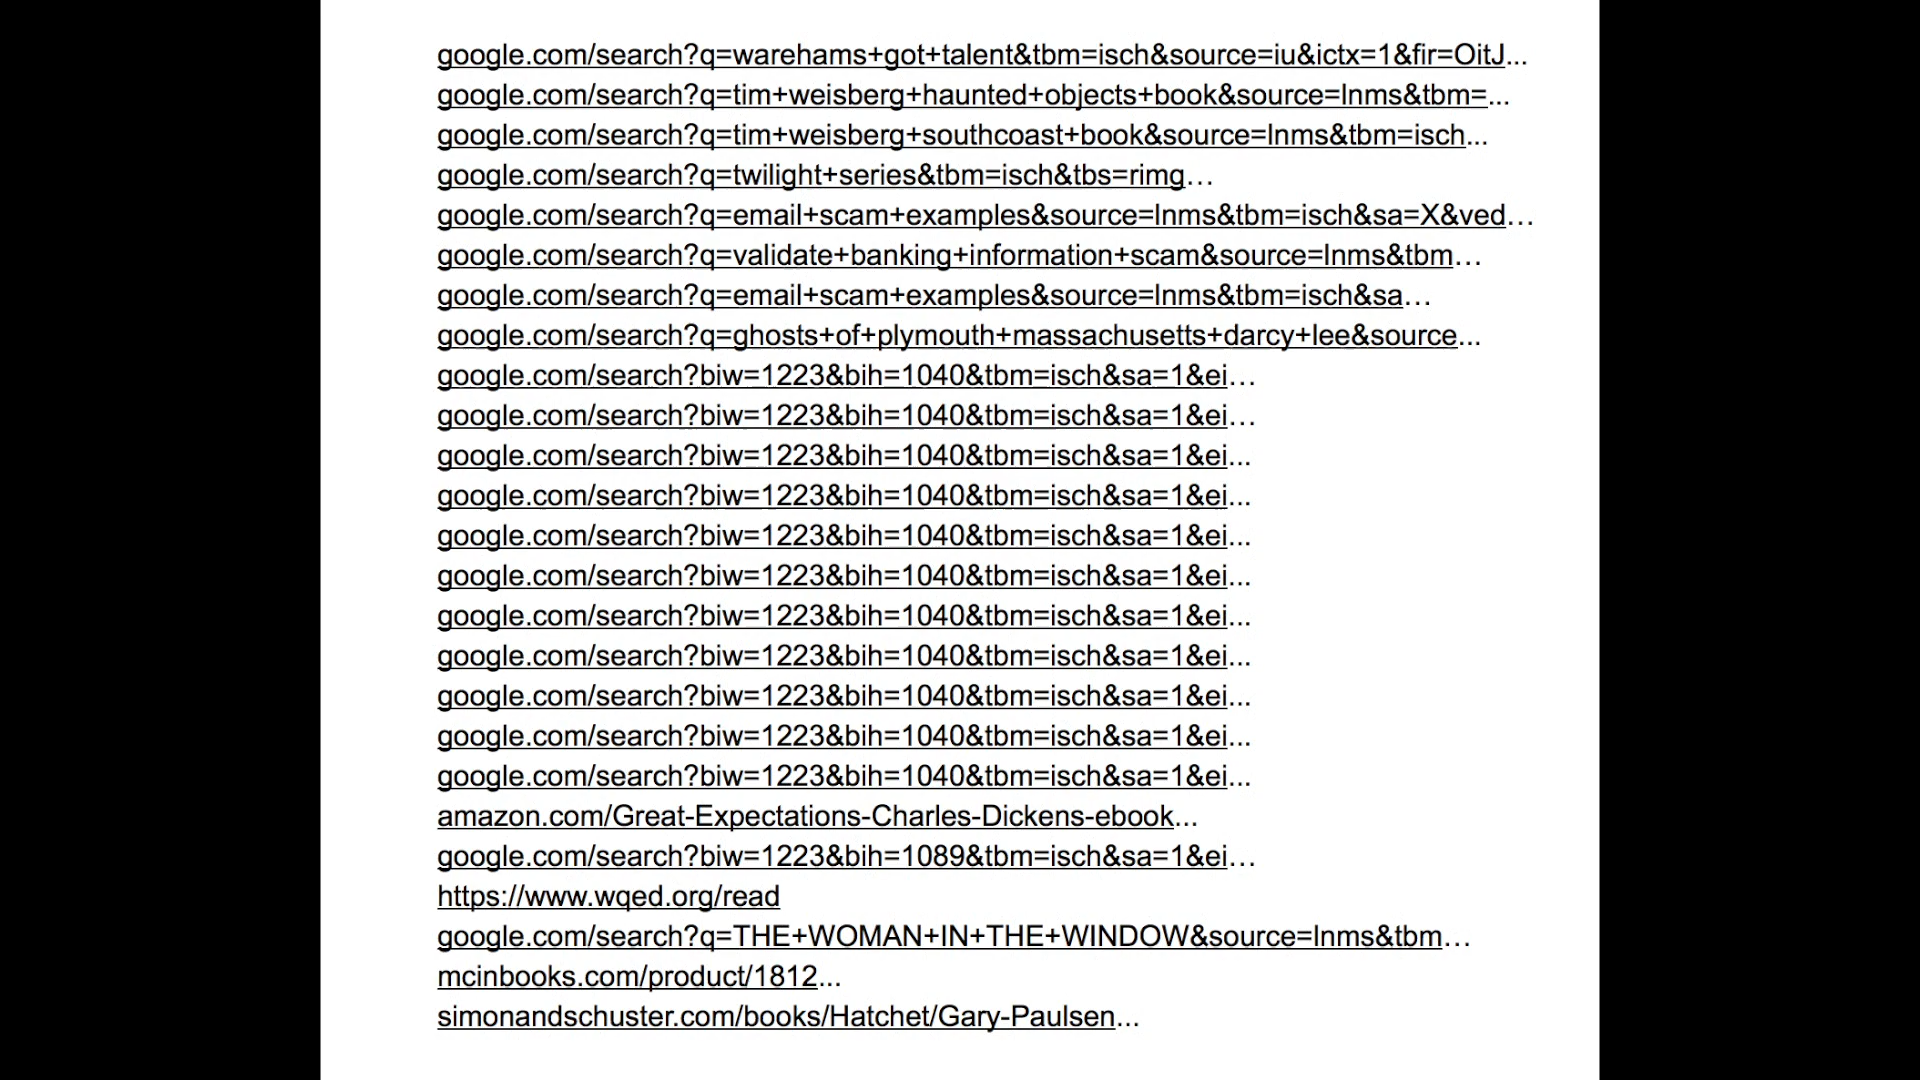 google.com/search?q=warehams+got+talent&tbm=isch&source=iu&ictx=1&fir=OitJ...
google.com/search?q=tim+weisberg+haunted+objects+book&source=lnms&tbm=...
google.com/search?q=tim+weisberg+southcoast+book&source=lnms&tbm=isch...
google.com/search?q=twilight+series&tbm=isch&tbs=rimg…
google.com/search?q=email+scam+examples&source=lnms&tbm=isch&sa=X&ved…
google.com/search?q=validate+banking+information+scam&source=lnms&tbm…
google.com/search?q=email+scam+examples&source=lnms&tbm=isch&sa…
google.com/search?q=ghosts+of+plymouth+massachusetts+darcy+lee&source...
google.com/search?biw=1223&bih=1040&tbm=isch&sa=1&ei…
google.com/search?biw=1223&bih=1040&tbm=isch&sa=1&ei…
google.com/search?biw=1223&bih=1040&tbm=isch&sa=1&ei...
google.com/search?biw=1223&bih=1040&tbm=isch&sa=1&ei...
google.com/search?biw=1223&bih=1040&tbm=isch&sa=1&ei...
google.com/search?biw=1223&bih=1040&tbm=isch&sa=1&ei...
google.com/search?biw=1223&bih=1040&tbm=isch&sa=1&ei...
google.com/search?biw=1223&bih=1040&tbm=isch&sa=1&ei...
google.com/search?biw=1223&bih=1040&tbm=isch&sa=1&ei...
google.com/search?biw=1223&bih=1040&tbm=isch&sa=1&ei...
google.com/search?biw=1223&bih=1040&tbm=isch&sa=1&ei...
amazon.com/Great-Expectations-Charles-Dickens-ebook...
google.com/search?biw=1223&bih=1089&tbm=isch&sa=1&ei…
https://www.wqed.org/read
google.com/search?q=THE+WOMAN+IN+THE+WINDOW&source=lnms&tbm…
mcinbooks.com/product/1812...
simonandschuster.com/books/Hatchet/Gary-Paulsen...